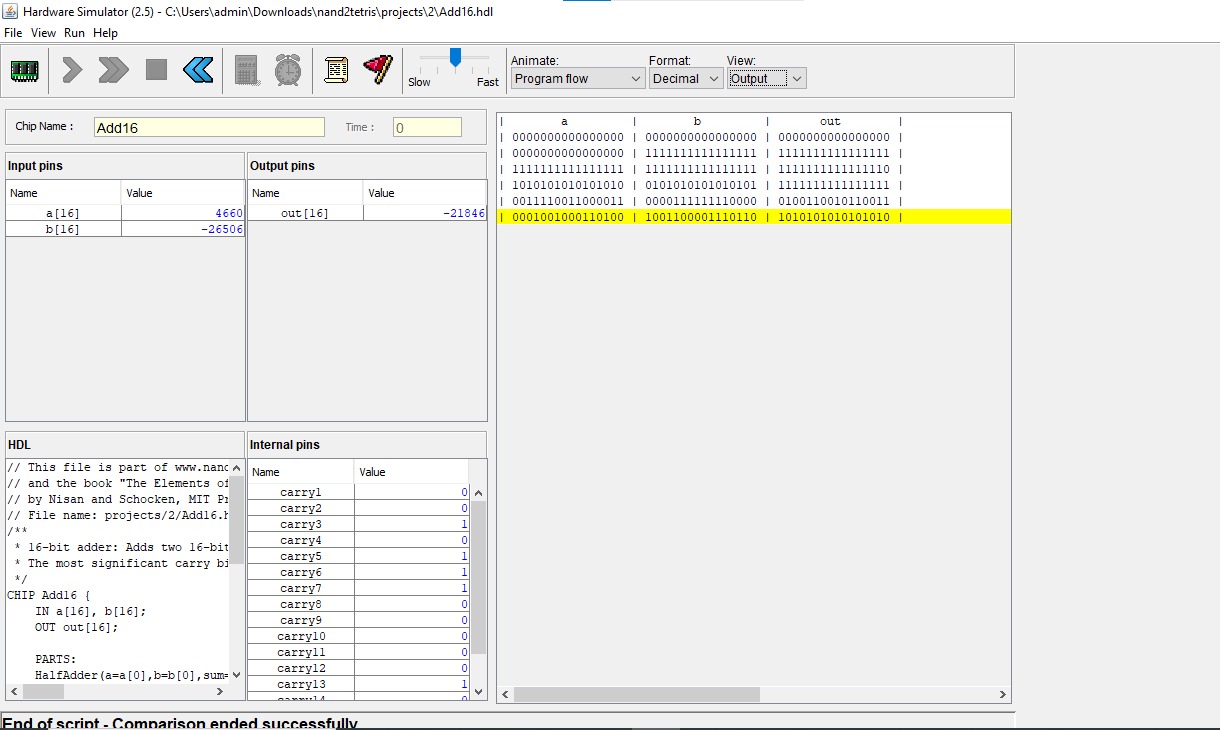 Hardware Simulator (2.5) - C:\Users\admin\Downloads\nand2tetris\projects\2\Add16.hdl
File View Run Help
Animate: Format: View:
Slow Fast Program flow Decimal Output
Chip Name : Add16 Time : 0
Input pins Output pins
Name Value Name Value
a[16] 4660 out[16] -21846
b[16] -26506
| a | b | out |
| 0000000000000000 | 0000000000000000 | 0000000000000000 |
| 0000000000000000 | 1111111111111111 | 1111111111111111 |
| 1111111111111111 | 1111111111111111 | 1111111111111110 |
| 1010101010101010 | 0101010101010101 | 1111111111111111 |
| 0011110011000011 | 0000111111110000 | 0100110010110011 |
| 0001001000110100 | 1001100001110110 | 1010101010101010 |
HDL
// This file is part of www.nand
// and the book "The Elements of
// by Nisan and Schocken, MIT Pr
// File name: projects/2/Add16.h
/**
* 16-bit adder: Adds two 16-bit
* The most significant carry bi
*/
CHIP Add16 {
IN a[16], b[16];
OUT out[16];
PARTS:
HalfAdder(a=a[0],b=b[0],sum=
Internal pins
Name Value
carry1 0
carry2 0
carry3 1
carry4 0
carry5 1
carry6 1
carry7 1
carry8 0
carry9 0
carry10 0
carry11 0
carry12 0
carry13 1
carry14 0
End of script - Comparison ended successfully